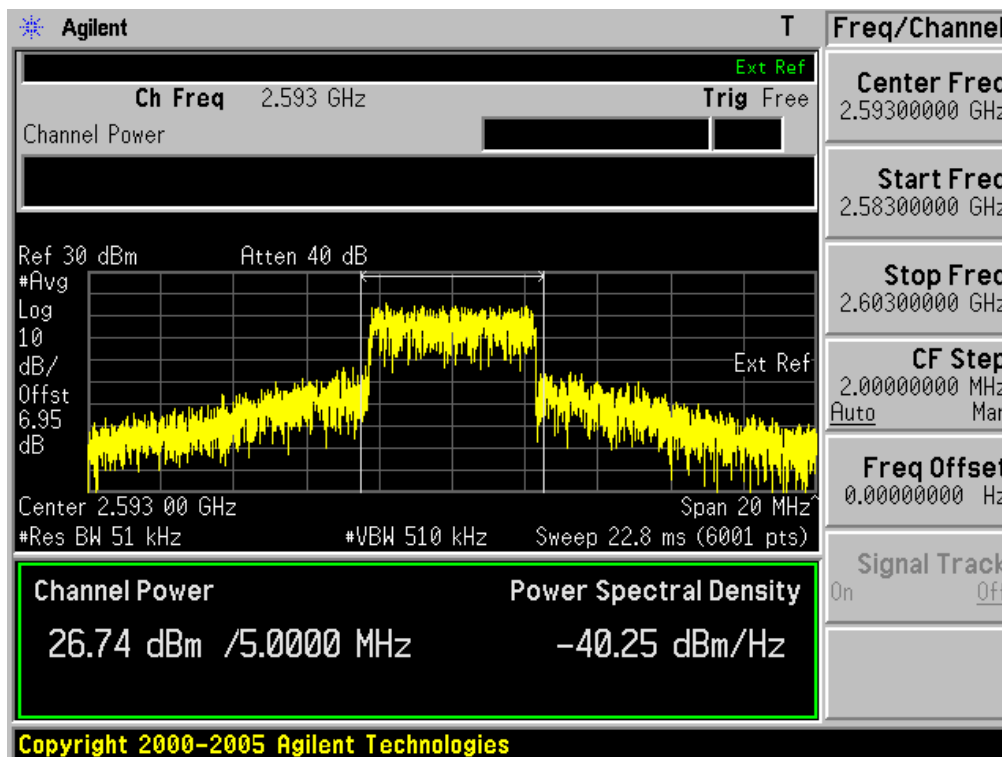 Agilent T
Freq/Channel
Ext Ref
Ch Freq 2.593 GHz Trig Free
Channel Power
Center Freq
2.59300000 GHz
Start Freq
2.58300000 GHz
Stop Freq
2.60300000 GHz
CF Step
2.00000000 MHz
Auto Man
Freq Offset
0.00000000 Hz
Signal Track
On Off
Ref 30 dBm Atten 40 dB
#Avg
Log
10
dB/
Offst
6.95
dB
Ext Ref
Center 2.593 00 GHz Span 20 MHz^
#Res BW 51 kHz #VBW 510 kHz Sweep 22.8 ms (6001 pts)
Channel Power Power Spectral Density
26.74 dBm /5.0000 MHz -40.25 dBm/Hz
Copyright 2000-2005 Agilent Technologies